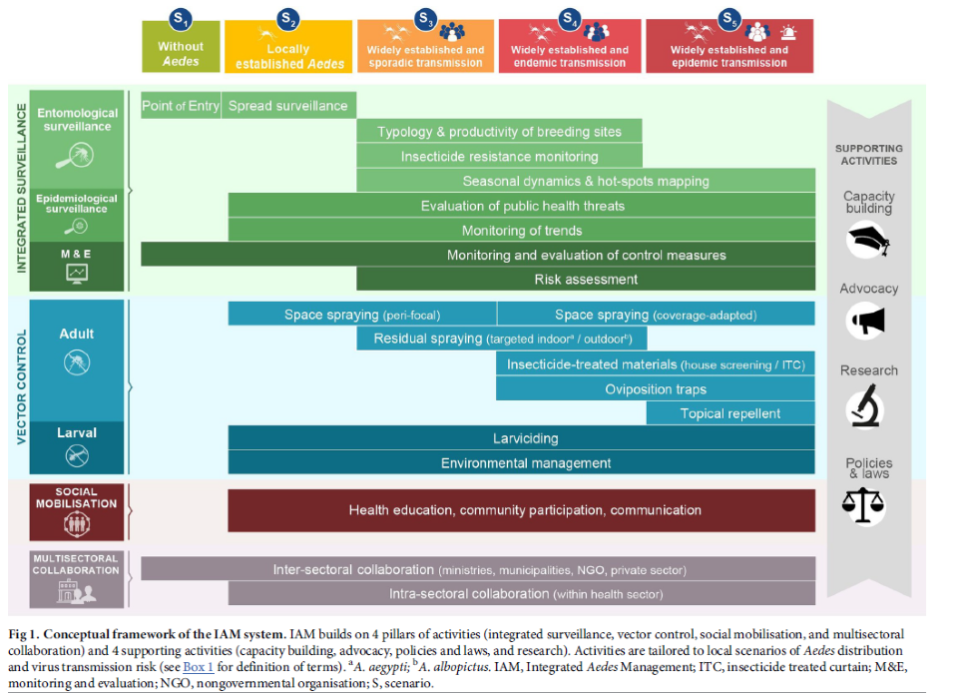 S1
S2
S3
S4
S5
Without
Aedes
Locally
established Aedes
Widely established and
sporadic transmission
Widely established and
endemic transmission
Widely established and
epidemic transmission
INTEGRATED SURVEILLANCE
Entomological
surveillance
Point of Entry
Spread surveillance
Typology & productivity of breeding sites
Insecticide resistance monitoring
Seasonal dynamics & hot-spots mapping
Epidemiological
surveillance
Evaluation of public health threats
Monitoring of trends
M & E
Monitoring and evaluation of control measures
Risk assessment
VECTOR CONTROL
Adult
Space spraying (peri-focal)
Space spraying (coverage-adapted)
Residual spraying (targeted indoorᵃ / outdoorᵇ)
Insecticide-treated materials (house screening / ITC)
Oviposition traps
Topical repellent
Larval
Larviciding
Environmental management
SOCIAL
MOBILISATION
Health education, community participation, communication
MULTISECTORAL
COLLABORATION
Inter-sectoral collaboration (ministries, municipalities, NGO, private sector)
Intra-sectoral collaboration (within health sector)
SUPPORTING
ACTIVITIES
Capacity
building
Advocacy
Research
Policies
& laws
Fig 1. Conceptual framework of the IAM system. IAM builds on 4 pillars of activities (integrated surveillance, vector control, social mobilisation, and multisectoral
collaboration) and 4 supporting activities (capacity building, advocacy, policies and laws, and research). Activities are tailored to local scenarios of Aedes distribution
and virus transmission risk (see Box 1 for definition of terms). ᵃA. aegypti; ᵇA. albopictus. IAM, Integrated Aedes Management; ITC, insecticide treated curtain; M&E,
monitoring and evaluation; NGO, nongovernmental organisation; S, scenario.